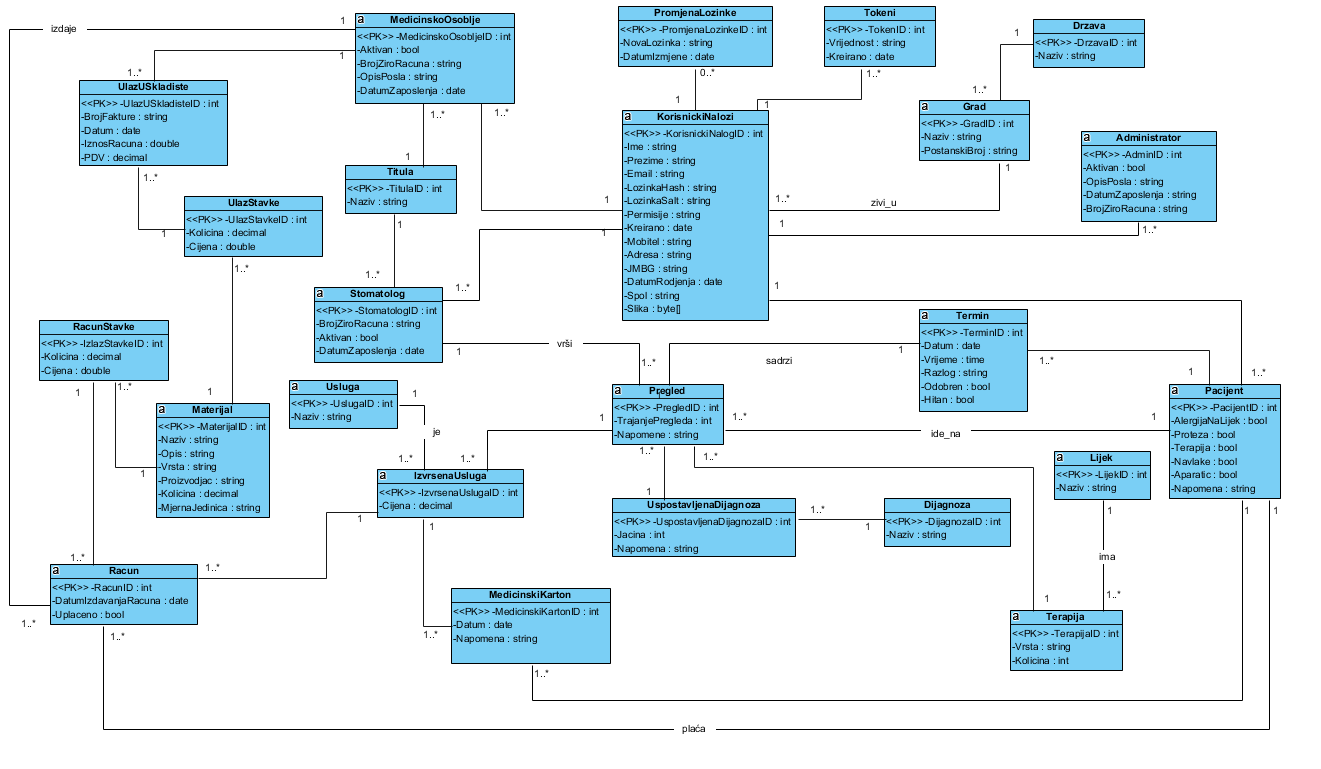 izdaje
1
a MedicinskoOsoblje
<<PK>> -MedicinskoOsobljeID : int
-Aktivan : bool
-BrojZiroRacuna : string
-OpisPosla : string
-DatumZaposlenja : date
1
1..*
1..*
1..*
PromjenaLozinke
<<PK>> -PromjenaLozinkeID : int
-NovaLozinka : string
-DatumIzmjene : date
0..*
1
Tokeni
<<PK>> -TokenID : int
-Vrijednost : string
-Kreirano : date
1..*
1
Drzava
<<PK>> -DrzavaID : int
-Naziv : string
1
1..*
UlazUSkladiste
<<PK>> -UlazUSkladisteID : int
-BrojFakture : string
-Datum : date
-IznosRacuna : double
-PDV : decimal
1..*
1
a KorisnickiNalozi
<<PK>> -KorisnickiNalogID : int
-Ime : string
-Prezime : string
-Email : string
-LozinkaHash : string
-LozinkaSalt : string
-Permisije : string
-Kreirano : date
-Mobitel : string
-Adresa : string
-JMBG : string
-DatumRodjenja : date
-Spol : string
-Slika : byte[]
1
1
1..*
zivi_u
1
1
a Grad
<<PK>> -GradID : int
-Naziv : string
-PostanskiBroj : string
1
a Administrator
<<PK>> -AdminID : int
-Aktivan : bool
-OpisPosla : string
-DatumZaposlenja : string
-BrojZiroRacuna : string
1..*
1
Titula
<<PK>> -TitulaID : int
-Naziv : string
1
1..*
UlazStavke
<<PK>> -UlazStavkeID : int
-Kolicina : decimal
-Cijena : double
1..*
1
a Stomatolog
<<PK>> -StomatologID : int
-BrojZiroRacuna : string
-Aktivan : bool
-DatumZaposlenja : date
1..*
1
vrši
1..*
sadrzi
1
a Termin
<<PK>> -TerminID : int
-Datum : date
-Vrijeme : time
-Razlog : string
-Odobren : bool
-Hitan : bool
1..*
1
1..*
RacunStavke
<<PK>> -IzlazStavkeID : int
-Kolicina : decimal
-Cijena : double
1
1..*
1
a Materijal
<<PK>> -MaterijalID : int
-Naziv : string
-Opis : string
-Vrsta : string
-Proizvodjac : string
-Kolicina : decimal
-MjernaJedinica : string
a Usluga
<<PK>> -UslugaID : int
-Naziv : string
1
je
1..*
1..*
a Pregled
<<PK>> -PregledID : int
-TrajanjePregleda : int
-Napomene : string
1
1..*
ide_na
1
1..*
1..*
a Pacijent
<<PK>> -PacijentID : int
-AlergijaNaLijek : bool
-Proteza : bool
-Terapija : bool
-Navlake : bool
-Aparatic : bool
-Napomena : string
1
1
a Lijek
<<PK>> -LijekID : int
-Naziv : string
1
ima
1..*
a IzvrsenaUsluga
<<PK>> -IzvrsenaUslugaID : int
-Cijena : decimal
1
1
1
UspostavljenaDijagnoza
<<PK>> -UspostavljenaDijagnozaID : int
-Jacina : int
-Napomena : string
1..*
1
a Dijagnoza
<<PK>> -DijagnozaID : int
-Naziv : string
1..*
a Racun
<<PK>> -RacunID : int
-DatumIzdavanjaRacuna : date
-Uplaceno : bool
1..*
1..*
1..*
MedicinskiKarton
<<PK>> -MedicinskiKartonID : int
-Datum : date
-Napomena : string
1..*
1..*
1
a Terapija
<<PK>> -TerapijaID : int
-Vrsta : string
-Kolicina : int
plaća